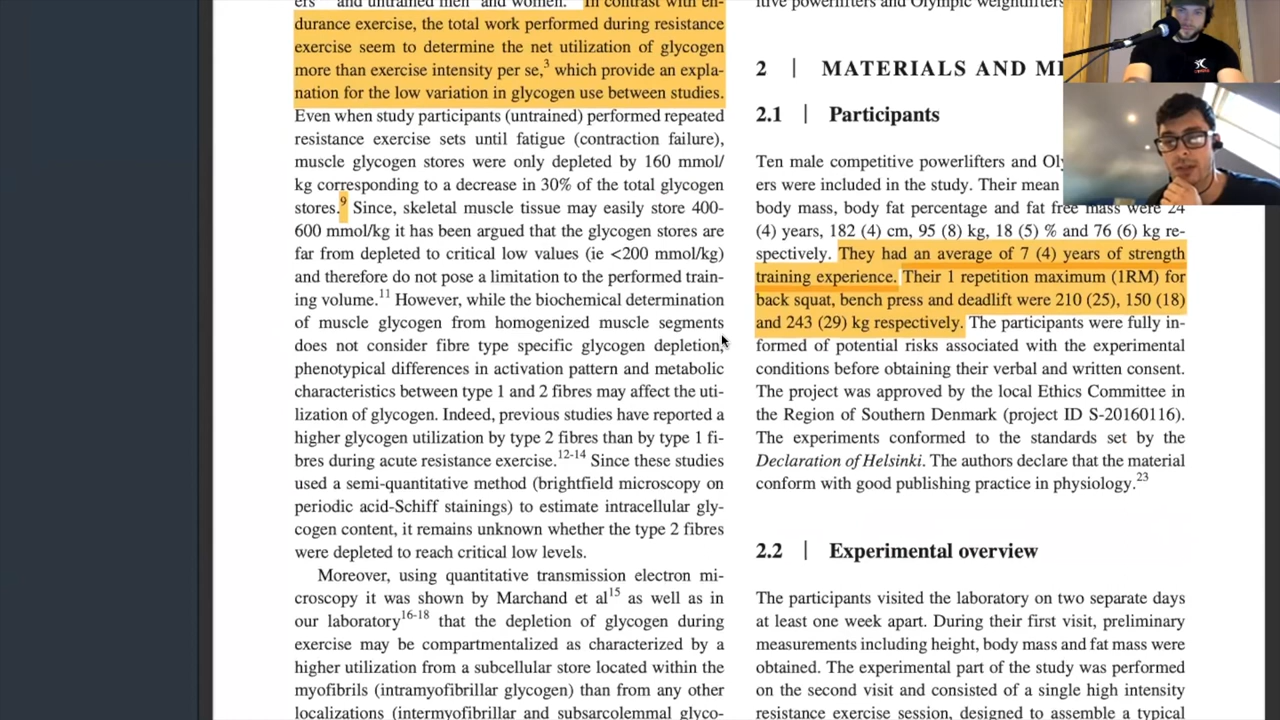 ers and untrained men and women. In contrast with en-
durance exercise, the total work performed during resistance
exercise seem to determine the net utilization of glycogen
more than exercise intensity per se,3 which provide an expla-
nation for the low variation in glycogen use between studies.
Even when study participants (untrained) performed repeated
resistance exercise sets until fatigue (contraction failure),
muscle glycogen stores were only depleted by 160 mmol/
kg corresponding to a decrease in 30% of the total glycogen
stores.9 Since, skeletal muscle tissue may easily store 400-
600 mmol/kg it has been argued that the glycogen stores are
far from depleted to critical low values (ie <200 mmol/kg)
and therefore do not pose a limitation to the performed train-
ing volume.11 However, while the biochemical determination
of muscle glycogen from homogenized muscle segments
does not consider fibre type specific glycogen depletion,
phenotypical differences in activation pattern and metabolic
characteristics between type 1 and 2 fibres may affect the uti-
lization of glycogen. Indeed, previous studies have reported a
higher glycogen utilization by type 2 fibres than by type 1 fi-
bres during acute resistance exercise.12-14 Since these studies
used a semi-quantitative method (brightfield microscopy on
periodic acid-Schiff stainings) to estimate intracellular gly-
cogen content, it remains unknown whether the type 2 fibres
were depleted to reach critical low levels.
Moreover, using quantitative transmission electron mi-
croscopy it was shown by Marchand et al15 as well as in
our laboratory16-18 that the depletion of glycogen during
exercise may be compartmentalized as characterized by a
higher utilization from a subcellular store located within the
myofibrils (intramyofibrillar glycogen) than from any other
localizations (intermyofibrillar and subsarcolemmal glyco-
tive powerlifters and Olympic weightlifters
2 | MATERIALS AND M
2.1 | Participants
Ten male competitive powerlifters and Ol
ers were included in the study. Their mean
body mass, body fat percentage and fat free mass were 24
(4) years, 182 (4) cm, 95 (8) kg, 18 (5) % and 76 (6) kg re-
spectively. They had an average of 7 (4) years of strength
training experience. Their 1 repetition maximum (1RM) for
back squat, bench press and deadlift were 210 (25), 150 (18)
and 243 (29) kg respectively. The participants were fully in-
formed of potential risks associated with the experimental
conditions before obtaining their verbal and written consent.
The project was approved by the local Ethics Committee in
the Region of Southern Denmark (project ID S-20160116).
The experiments conformed to the standards set by the
Declaration of Helsinki. The authors declare that the material
conform with good publishing practice in physiology.23
2.2 | Experimental overview
The participants visited the laboratory on two separate days
at least one week apart. During their first visit, preliminary
measurements including height, body mass and fat mass were
obtained. The experimental part of the study was performed
on the second visit and consisted of a single high intensity
resistance exercise session, designed to assemble a typical